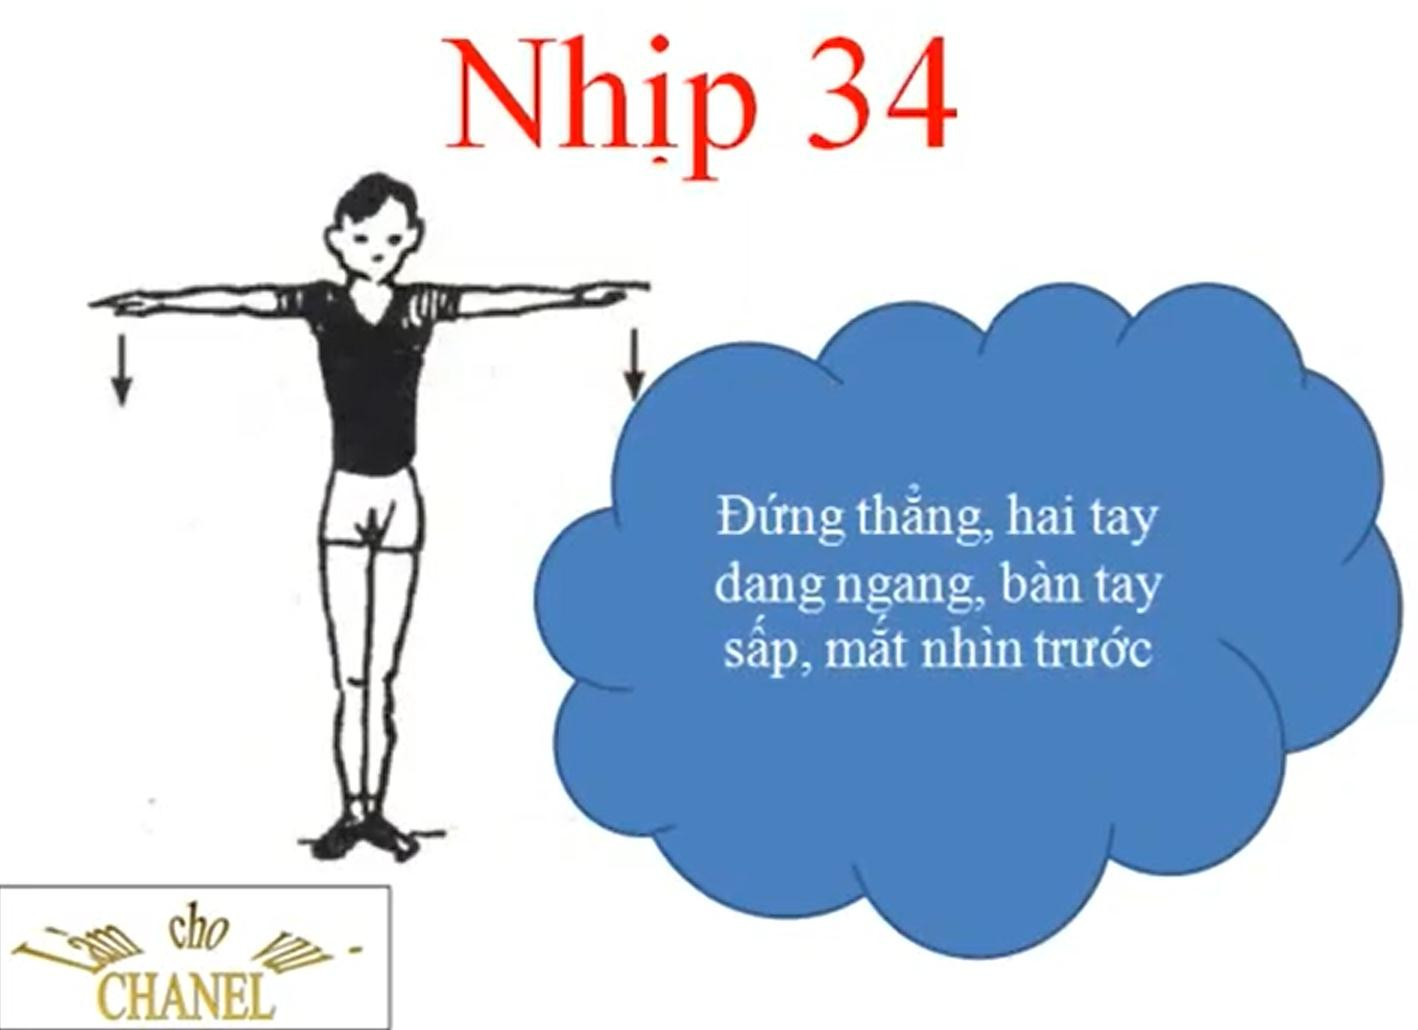 Nhịp 34
Đứng thẳng, hai tay
dang ngang, bàn tay
sấp, mắt nhìn trước
Làm cho vui
CHANEL